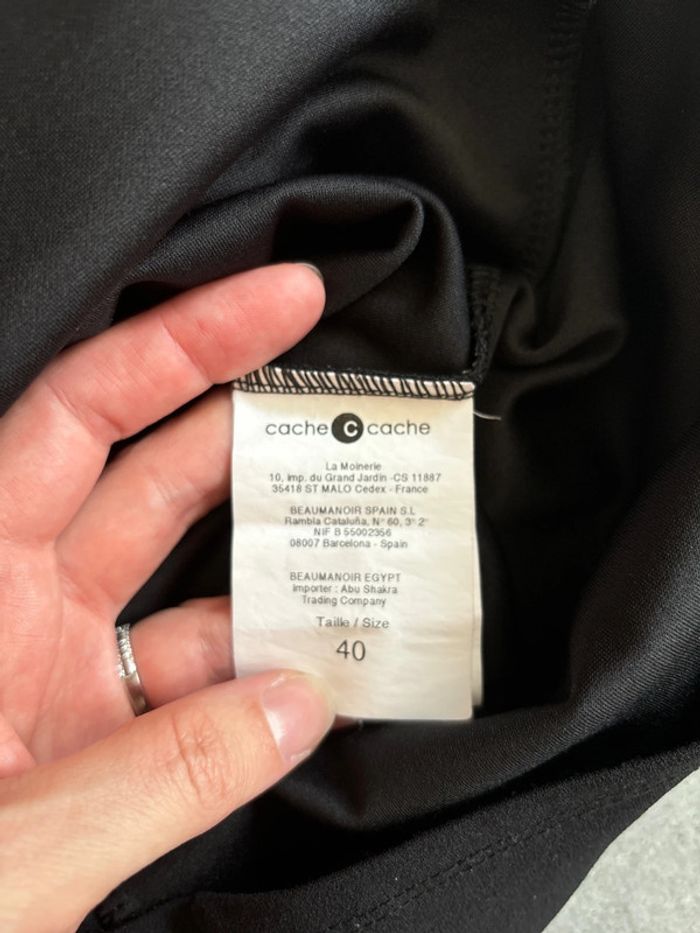 cache C cache
La Moinerie
10, imp. du Grand Jardin -CS 11887
35418 ST MALO Cedex - France
BEAUMANOIR SPAIN S.L
Rambla Cataluña, N° 60, 3° 2ª
NIF B 55002356
08007 Barcelona - Spain
BEAUMANOIR EGYPT
Importer : Abu Shakra
Trading Company
Taille / Size
40